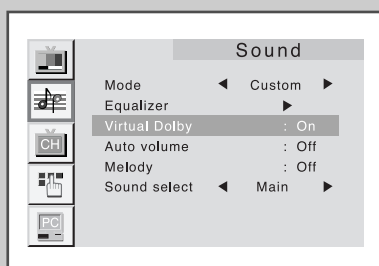 Sound
Mode ◀ Custom ▶
Equalizer ▶
Virtual Dolby : On
Auto volume : Off
Melody : Off
Sound select ◀ Main ▶
CH
PC